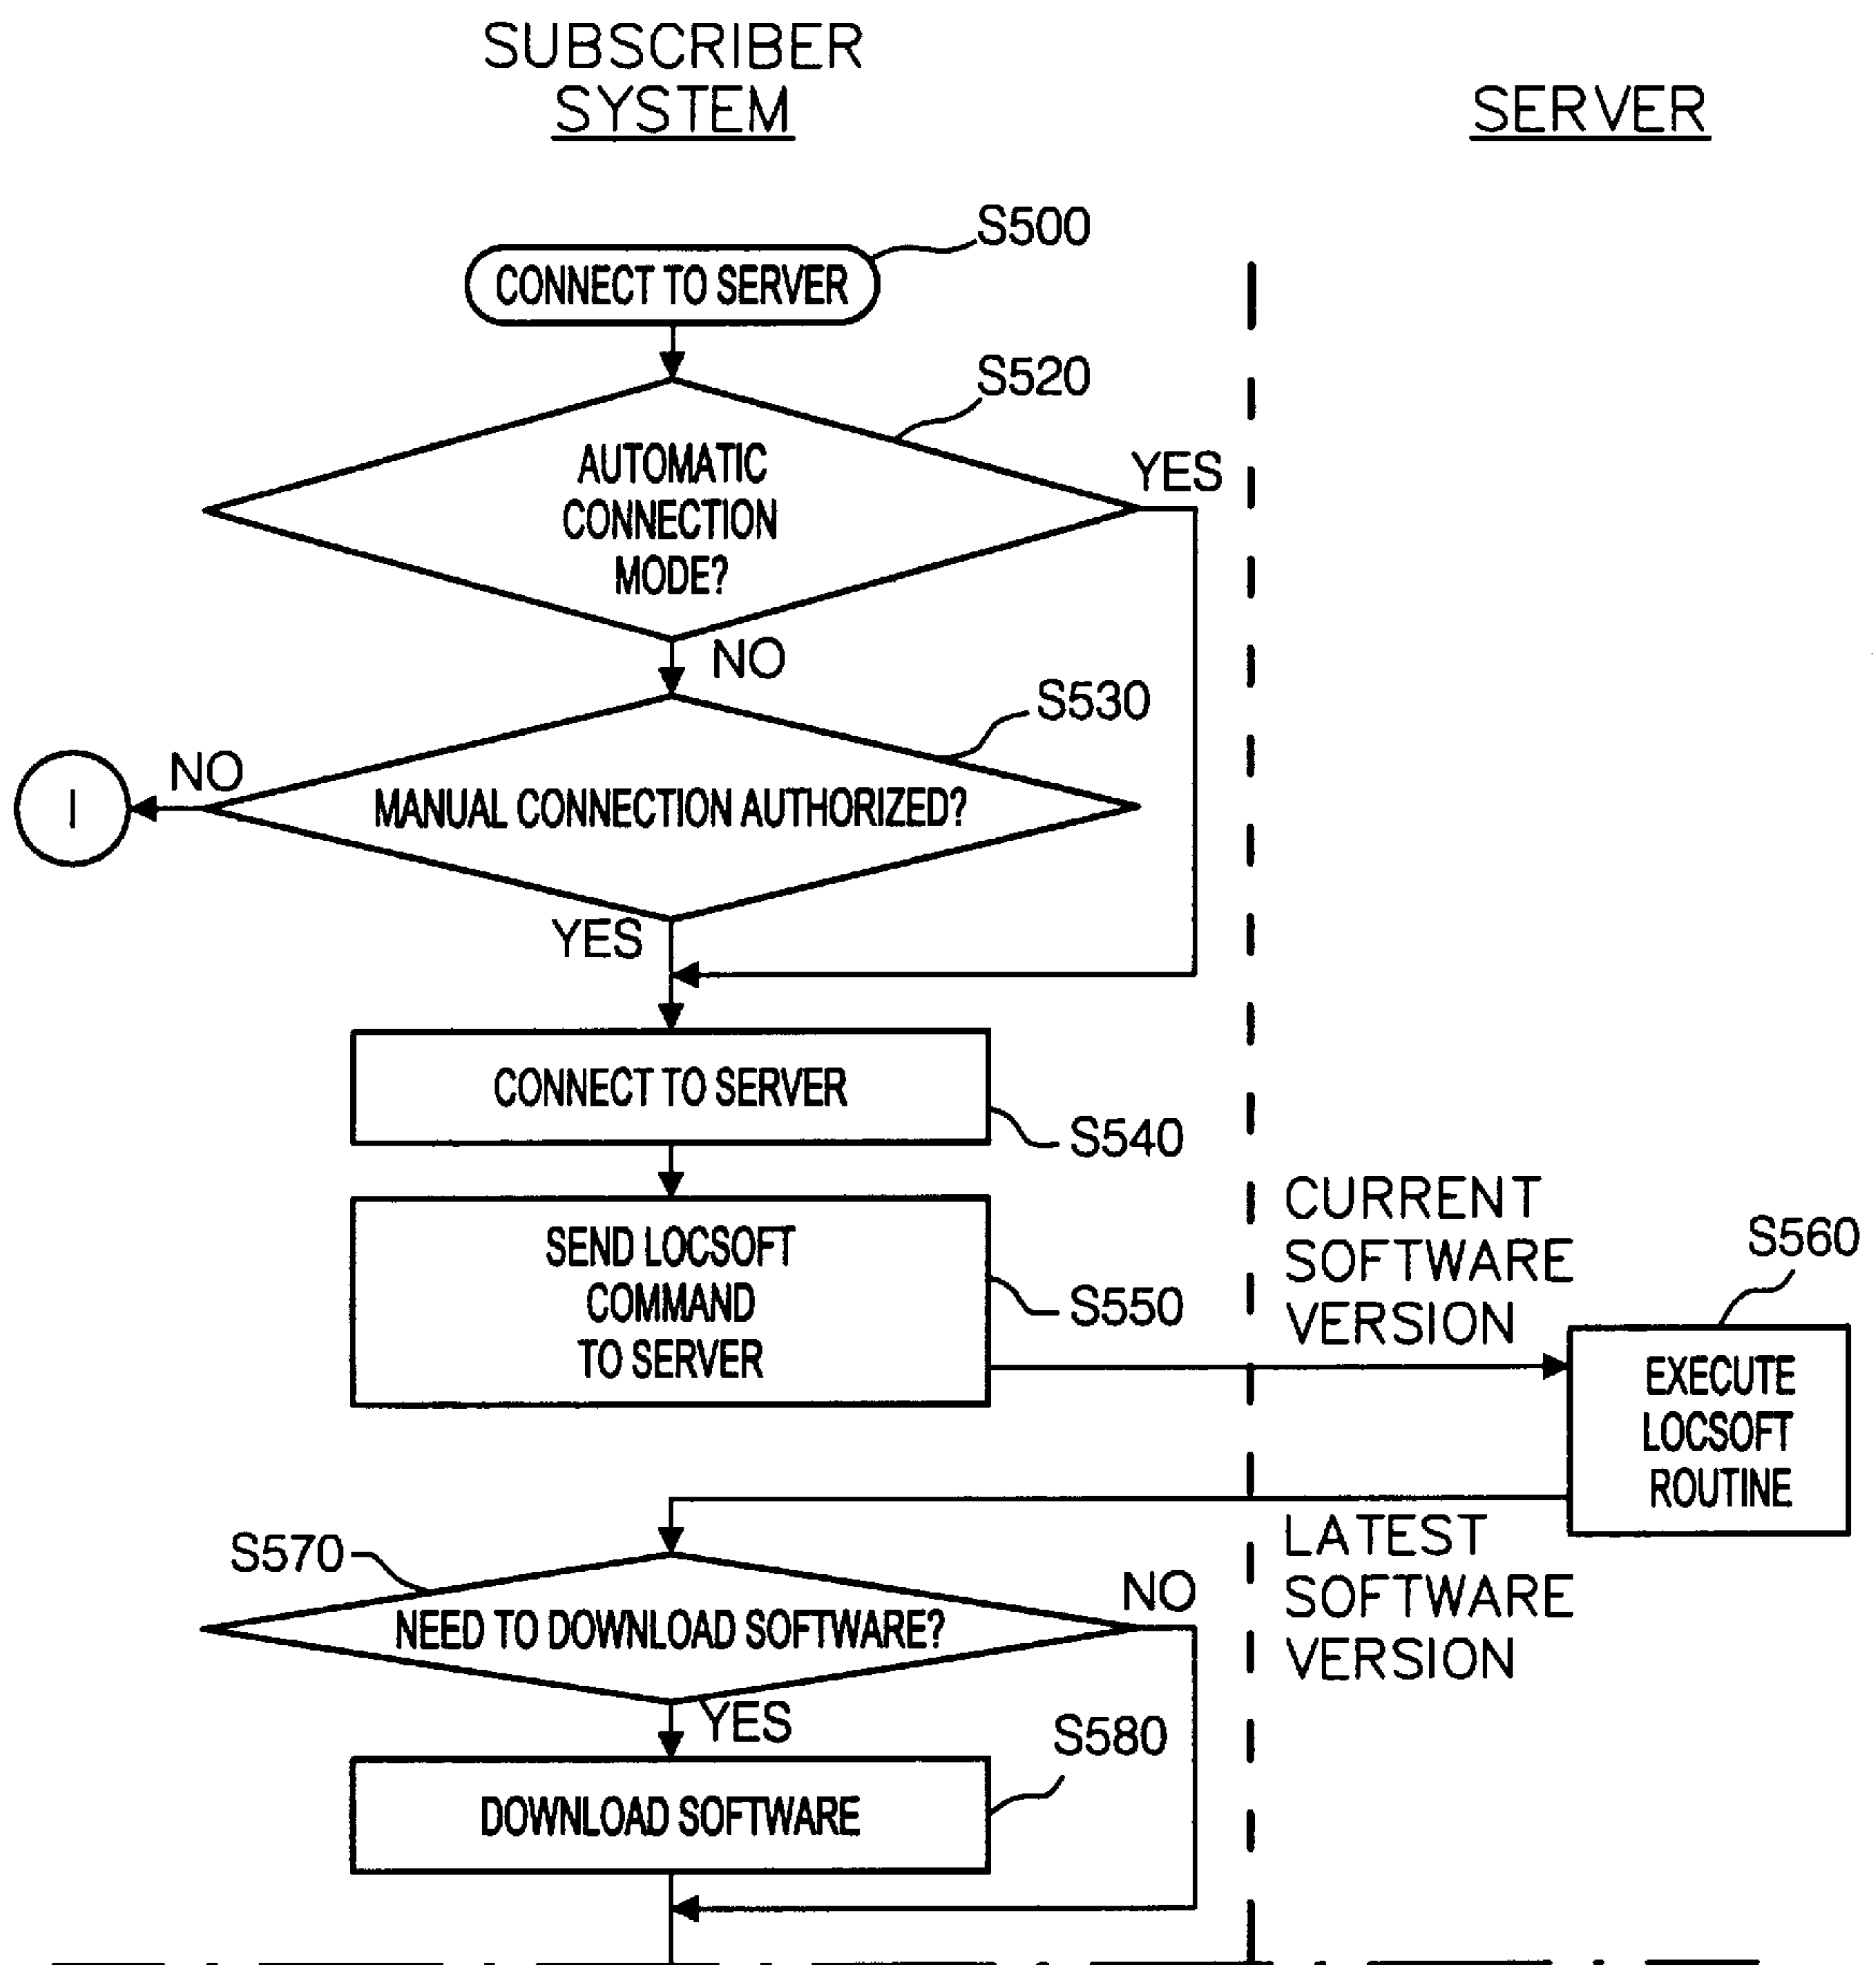 SUBSCRIBER
SYSTEM
SERVER
S500
CONNECT TO SERVER
S520
AUTOMATIC
CONNECTION
MODE?
YES
NO
S530
NO
I
MANUAL CONNECTION AUTHORIZED?
YES
CONNECT TO SERVER
S540
SEND LOCSOFT
COMMAND
TO SERVER
S550
CURRENT
SOFTWARE
VERSION
S560
EXECUTE
LOCSOFT
ROUTINE
LATEST
SOFTWARE
VERSION
S570
NEED TO DOWNLOAD SOFTWARE?
NO
YES
S580
DOWNLOAD SOFTWARE